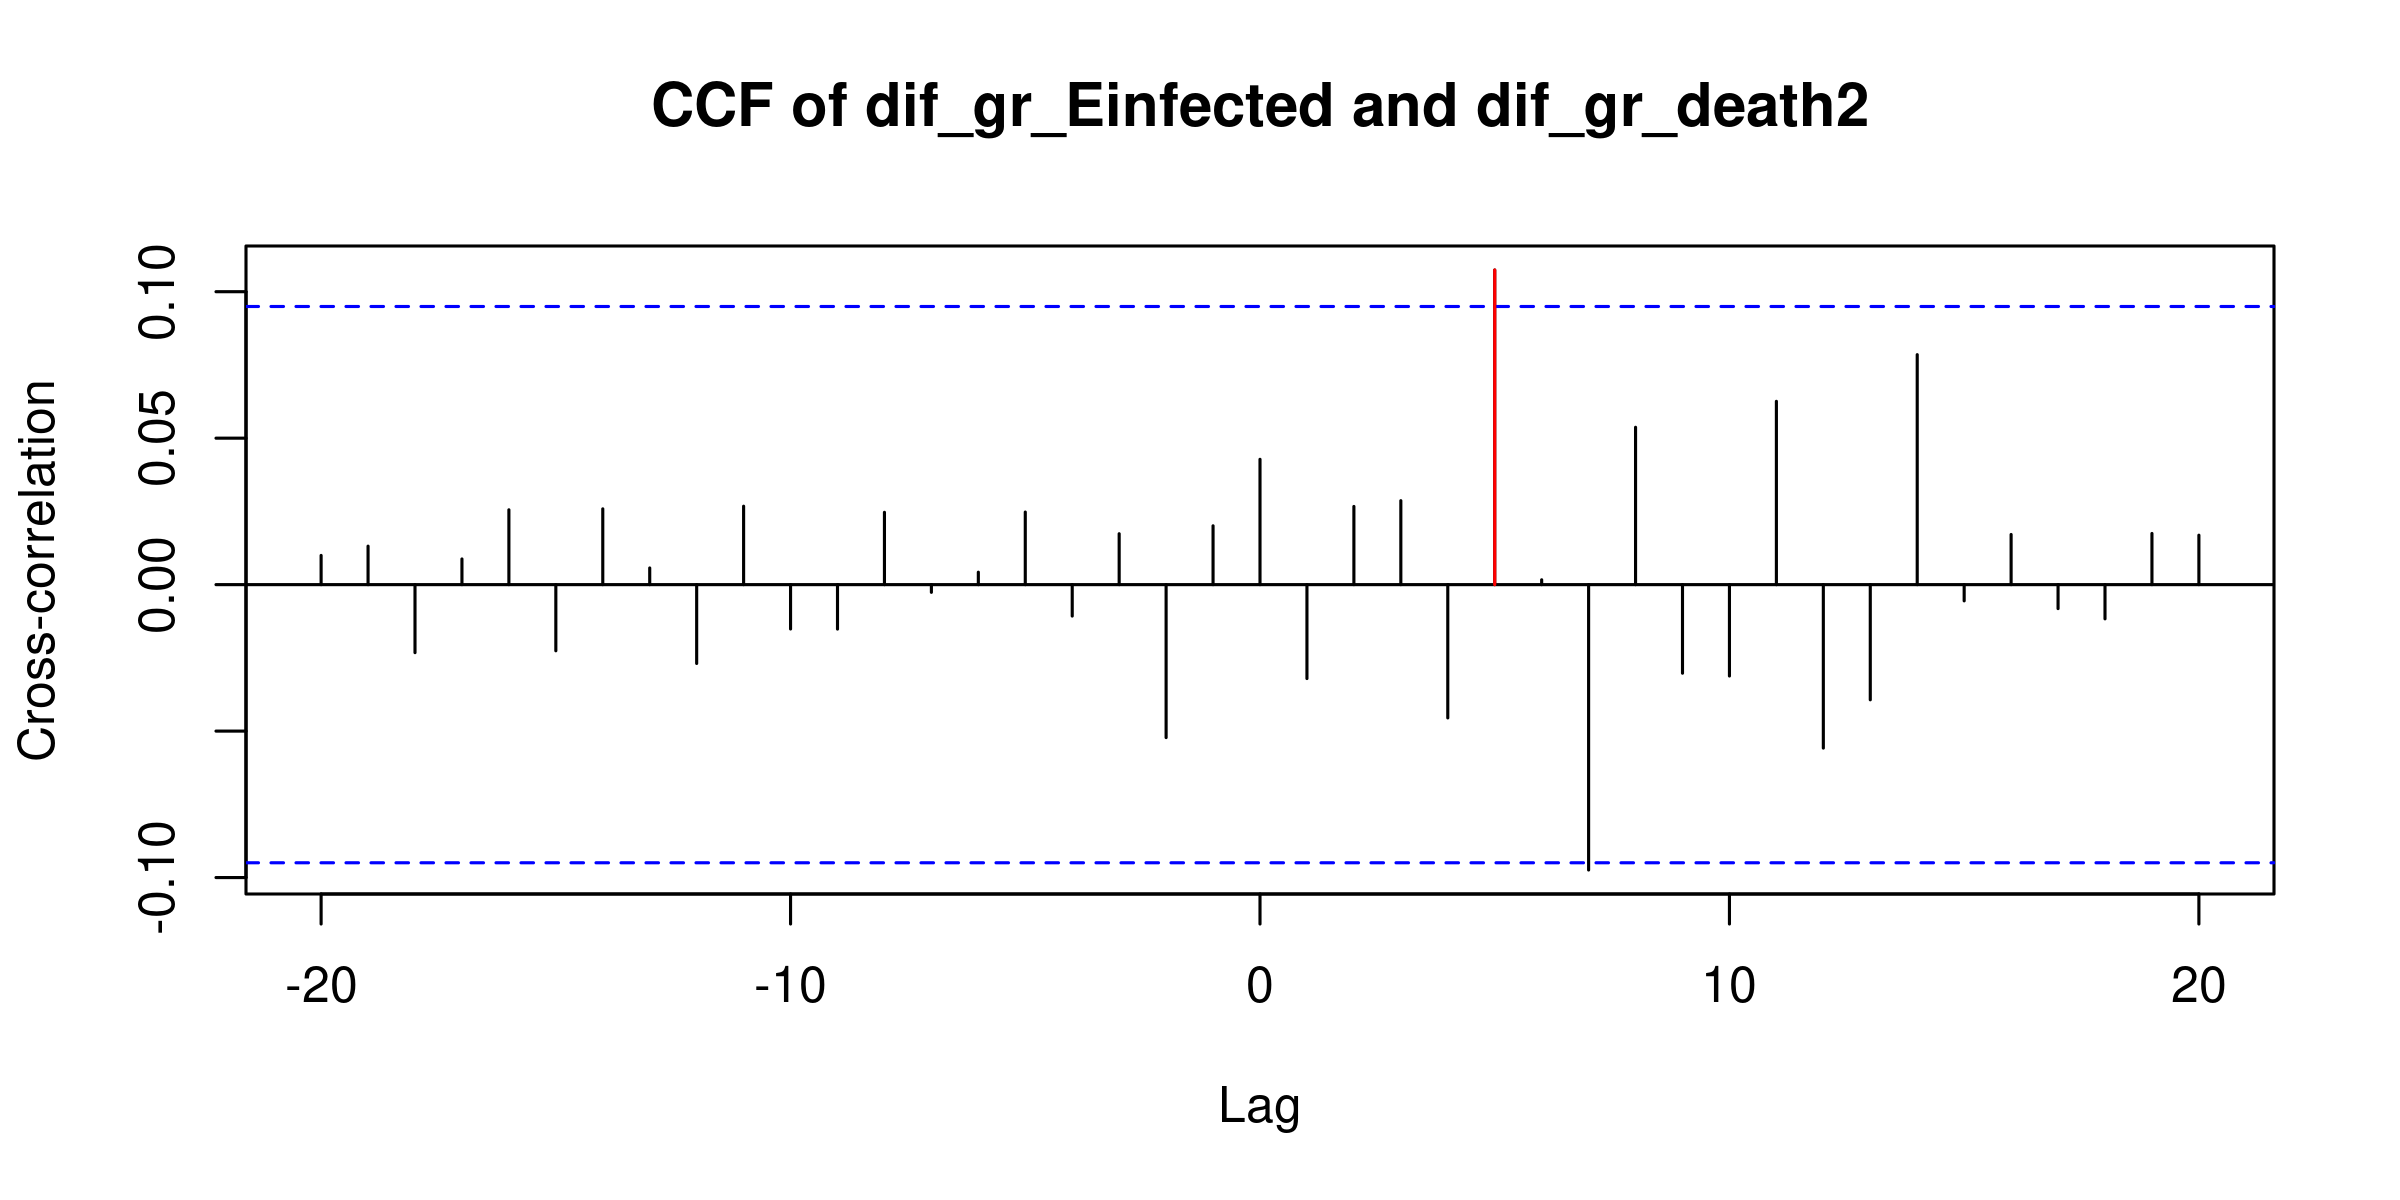 CCF of dif_gr_Einfected and dif_gr_death2
Cross-correlation
0.10
0.05
0.00
-0.10
-20 -10 0 10 20
Lag